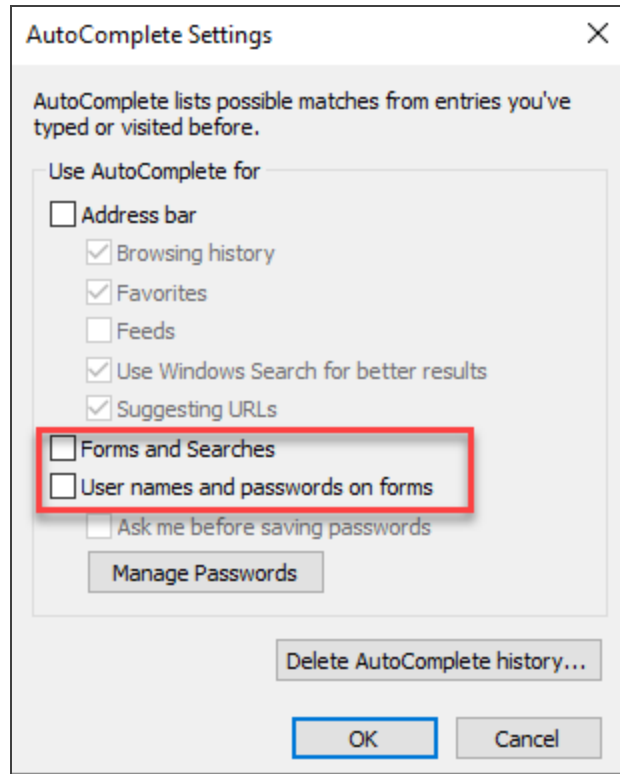 AutoComplete Settings
AutoComplete lists possible matches from entries you've
typed or visited before.
Use AutoComplete for
Address bar
Browsing history
Favorites
Feeds
Use Windows Search for better results
Suggesting URLs
Forms and Searches
User names and passwords on forms
Ask me before saving passwords
Manage Passwords
Delete AutoComplete history...
OK Cancel